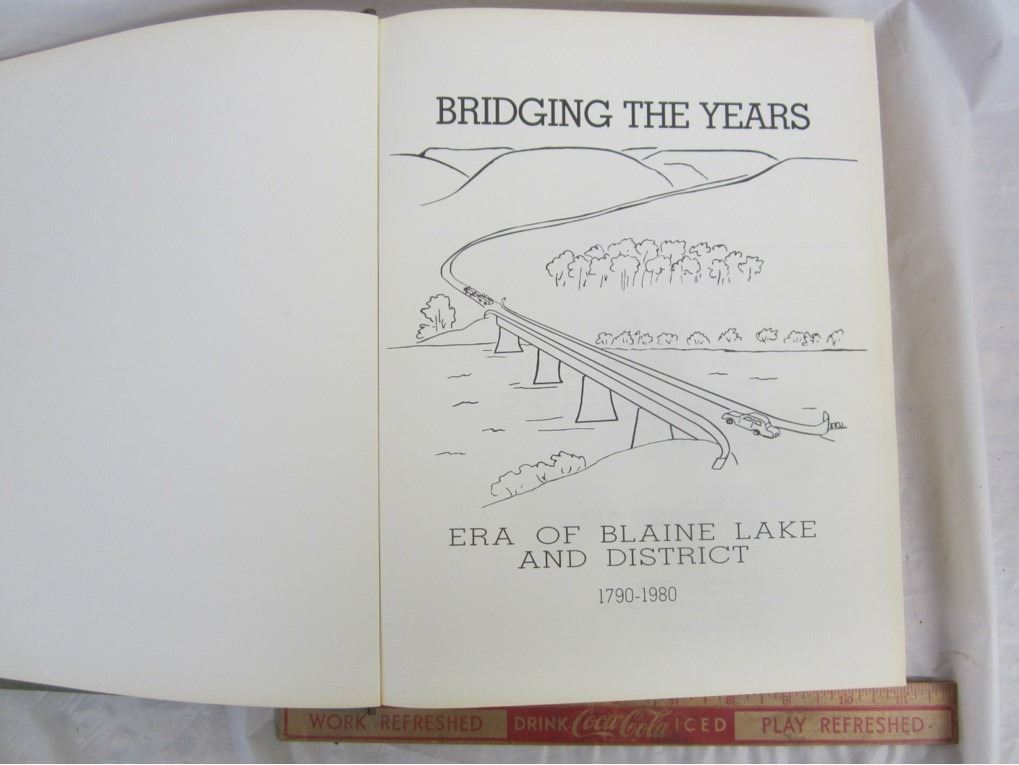 BRIDGING THE YEARS
ERA OF BLAINE LAKE
AND DISTRICT
1790-1980
WORK REFRESHED DRINK Coca-Cola ICED PLAY REFRESHED